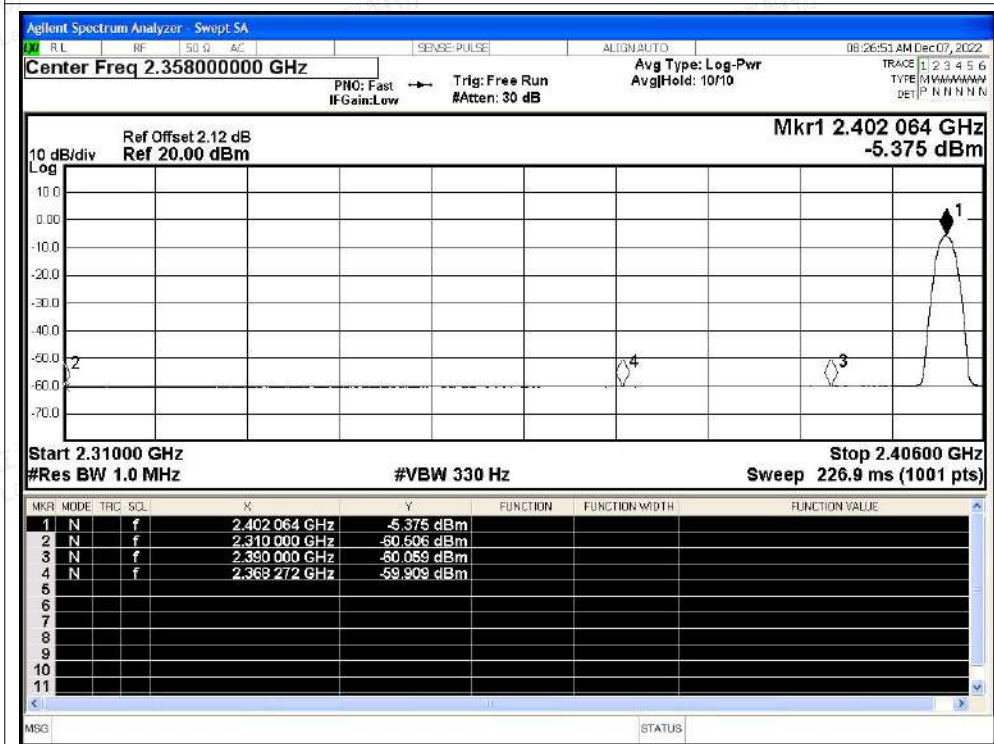 Agilent Spectrum Analyzer - Swept SA
LXI RL RF 50 Ω AC SENSE:PULSE ALIGN AUTO 08:26:51 AM Dec 07, 2022
Center Freq 2.358000000 GHz
PNO: Fast
IFGain:Low
Trig: Free Run
#Atten: 30 dB
Avg Type: Log-Pwr
Avg|Hold: 10/10
TRACE 1 2 3 4 5 6
TYPE M
DET P N N N N N
Ref Offset 2.12 dB
Ref 20.00 dBm
10 dB/div
Log
Mkr1 2.402 064 GHz
-5.375 dBm
10.0
0.00
-10.0
-20.0
-30.0
-40.0
-50.0
-60.0
-70.0
1
2
4
3
Start 2.31000 GHz
Stop 2.40600 GHz
#Res BW 1.0 MHz
#VBW 330 Hz
Sweep 226.9 ms (1001 pts)
MKR MODE TRC SCL X Y FUNCTION FUNCTION WIDTH FUNCTION VALUE
1 N f 2.402 064 GHz -5.375 dBm
2 N f 2.310 000 GHz -60.506 dBm
3 N f 2.390 000 GHz -60.059 dBm
4 N f 2.368 272 GHz -59.909 dBm
5
6
7
8
9
10
11
MSG
STATUS